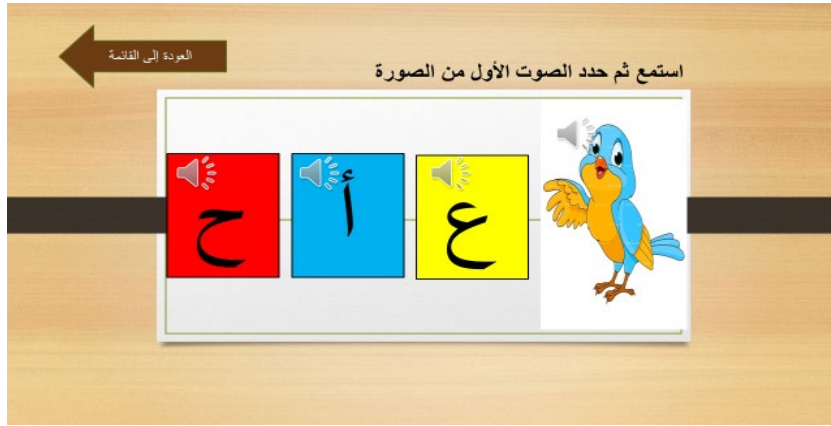 العودة إلى القائمة
استمع ثم حدد الصوت الأول من الصورة
ع
أ
ح